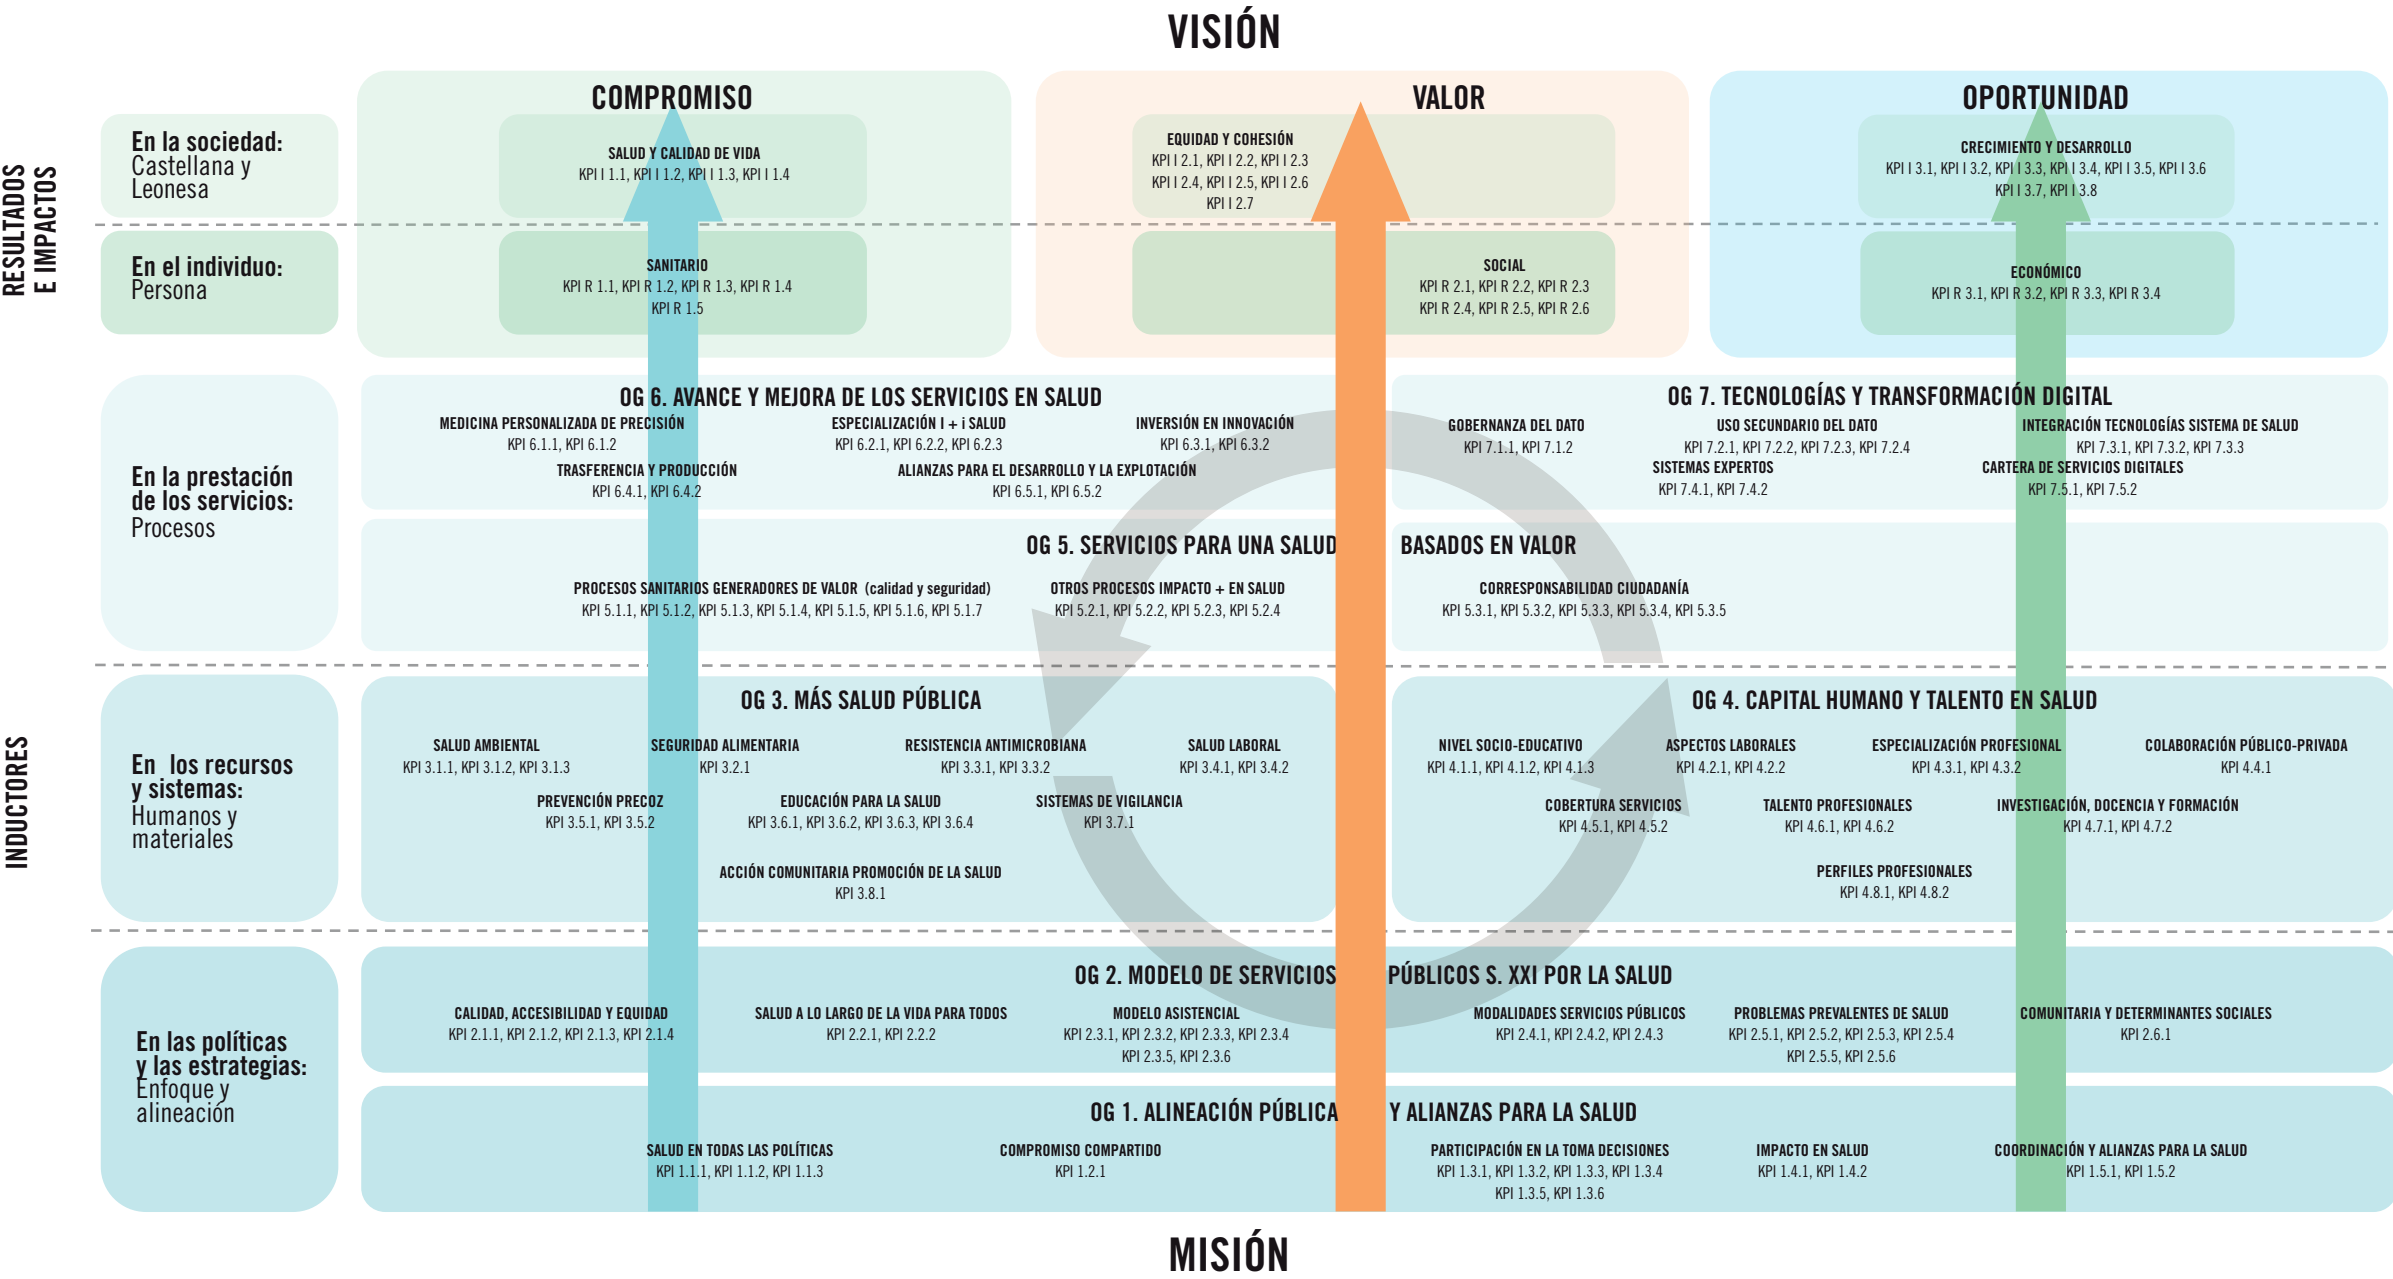 VISIÓN
COMPROMISO
VALOR
OPORTUNIDAD
RESULTADOS
E IMPACTOS
En la sociedad:
Castellana y
Leonesa
SALUD Y CALIDAD DE VIDA
KPI I 1.1, KPI I 1.2, KPI I 1.3, KPI I 1.4
EQUIDAD Y COHESIÓN
KPI I 2.1, KPI I 2.2, KPI I 2.3
KPI I 2.4, KPI I 2.5, KPI I 2.6
KPI I 2.7
CRECIMIENTO Y DESARROLLO
KPI I 3.1, KPI I 3.2, KPI I 3.3, KPI I 3.4, KPI I 3.5, KPI I 3.6
KPI I 3.7, KPI I 3.8
En el individuo:
Persona
SANITARIO
KPI R 1.1, KPI R 1.2, KPI R 1.3, KPI R 1.4
KPI R 1.5
SOCIAL
KPI R 2.1, KPI R 2.2, KPI R 2.3
KPI R 2.4, KPI R 2.5, KPI R 2.6
ECONÓMICO
KPI R 3.1, KPI R 3.2, KPI R 3.3, KPI R 3.4
INDUCTORES
En la prestación
de los servicios:
Procesos
OG 6. AVANCE Y MEJORA DE LOS SERVICIOS EN SALUD
MEDICINA PERSONALIZADA DE PRECISIÓN
KPI 6.1.1, KPI 6.1.2
ESPECIALIZACIÓN I + i SALUD
KPI 6.2.1, KPI 6.2.2, KPI 6.2.3
INVERSIÓN EN INNOVACIÓN
KPI 6.3.1, KPI 6.3.2
TRASFERENCIA Y PRODUCCIÓN
KPI 6.4.1, KPI 6.4.2
ALIANZAS PARA EL DESARROLLO Y LA EXPLOTACIÓN
KPI 6.5.1, KPI 6.5.2
OG 7. TECNOLOGÍAS Y TRANSFORMACIÓN DIGITAL
GOBERNANZA DEL DATO
KPI 7.1.1, KPI 7.1.2
USO SECUNDARIO DEL DATO
KPI 7.2.1, KPI 7.2.2, KPI 7.2.3, KPI 7.2.4
INTEGRACIÓN TECNOLOGÍAS SISTEMA DE SALUD
KPI 7.3.1, KPI 7.3.2, KPI 7.3.3
SISTEMAS EXPERTOS
KPI 7.4.1, KPI 7.4.2
CARTERA DE SERVICIOS DIGITALES
KPI 7.5.1, KPI 7.5.2
OG 5. SERVICIOS PARA UNA SALUD BASADOS EN VALOR
PROCESOS SANITARIOS GENERADORES DE VALOR (calidad y seguridad)
KPI 5.1.1, KPI 5.1.2, KPI 5.1.3, KPI 5.1.4, KPI 5.1.5, KPI 5.1.6, KPI 5.1.7
OTROS PROCESOS IMPACTO + EN SALUD
KPI 5.2.1, KPI 5.2.2, KPI 5.2.3, KPI 5.2.4
CORRESPONSABILIDAD CIUDADANÍA
KPI 5.3.1, KPI 5.3.2, KPI 5.3.3, KPI 5.3.4, KPI 5.3.5
En los recursos
y sistemas:
Humanos y
materiales
OG 3. MÁS SALUD PÚBLICA
SALUD AMBIENTAL
KPI 3.1.1, KPI 3.1.2, KPI 3.1.3
SEGURIDAD ALIMENTARIA
KPI 3.2.1
RESISTENCIA ANTIMICROBIANA
KPI 3.3.1, KPI 3.3.2
SALUD LABORAL
KPI 3.4.1, KPI 3.4.2
PREVENCIÓN PRECOZ
KPI 3.5.1, KPI 3.5.2
EDUCACIÓN PARA LA SALUD
KPI 3.6.1, KPI 3.6.2, KPI 3.6.3, KPI 3.6.4
SISTEMAS DE VIGILANCIA
KPI 3.7.1
ACCIÓN COMUNITARIA PROMOCIÓN DE LA SALUD
KPI 3.8.1
OG 4. CAPITAL HUMANO Y TALENTO EN SALUD
NIVEL SOCIO-EDUCATIVO
KPI 4.1.1, KPI 4.1.2, KPI 4.1.3
ASPECTOS LABORALES
KPI 4.2.1, KPI 4.2.2
ESPECIALIZACIÓN PROFESIONAL
KPI 4.3.1, KPI 4.3.2
COLABORACIÓN PÚBLICO-PRIVADA
KPI 4.4.1
COBERTURA SERVICIOS
KPI 4.5.1, KPI 4.5.2
TALENTO PROFESIONALES
KPI 4.6.1, KPI 4.6.2
INVESTIGACIÓN, DOCENCIA Y FORMACIÓN
KPI 4.7.1, KPI 4.7.2
PERFILES PROFESIONALES
KPI 4.8.1, KPI 4.8.2
En las políticas
y las estrategias:
Enfoque y
alineación
OG 2. MODELO DE SERVICIOS PÚBLICOS S. XXI POR LA SALUD
CALIDAD, ACCESIBILIDAD Y EQUIDAD
KPI 2.1.1, KPI 2.1.2, KPI 2.1.3, KPI 2.1.4
SALUD A LO LARGO DE LA VIDA PARA TODOS
KPI 2.2.1, KPI 2.2.2
MODELO ASISTENCIAL
KPI 2.3.1, KPI 2.3.2, KPI 2.3.3, KPI 2.3.4
KPI 2.3.5, KPI 2.3.6
MODALIDADES SERVICIOS PÚBLICOS
KPI 2.4.1, KPI 2.4.2, KPI 2.4.3
PROBLEMAS PREVALENTES DE SALUD
KPI 2.5.1, KPI 2.5.2, KPI 2.5.3, KPI 2.5.4
KPI 2.5.5, KPI 2.5.6
COMUNITARIA Y DETERMINANTES SOCIALES
KPI 2.6.1
OG 1. ALINEACIÓN PÚBLICA Y ALIANZAS PARA LA SALUD
SALUD EN TODAS LAS POLÍTICAS
KPI 1.1.1, KPI 1.1.2, KPI 1.1.3
COMPROMISO COMPARTIDO
KPI 1.2.1
PARTICIPACIÓN EN LA TOMA DECISIONES
KPI 1.3.1, KPI 1.3.2, KPI 1.3.3, KPI 1.3.4
KPI 1.3.5, KPI 1.3.6
IMPACTO EN SALUD
KPI 1.4.1, KPI 1.4.2
COORDINACIÓN Y ALIANZAS PARA LA SALUD
KPI 1.5.1, KPI 1.5.2
MISIÓN